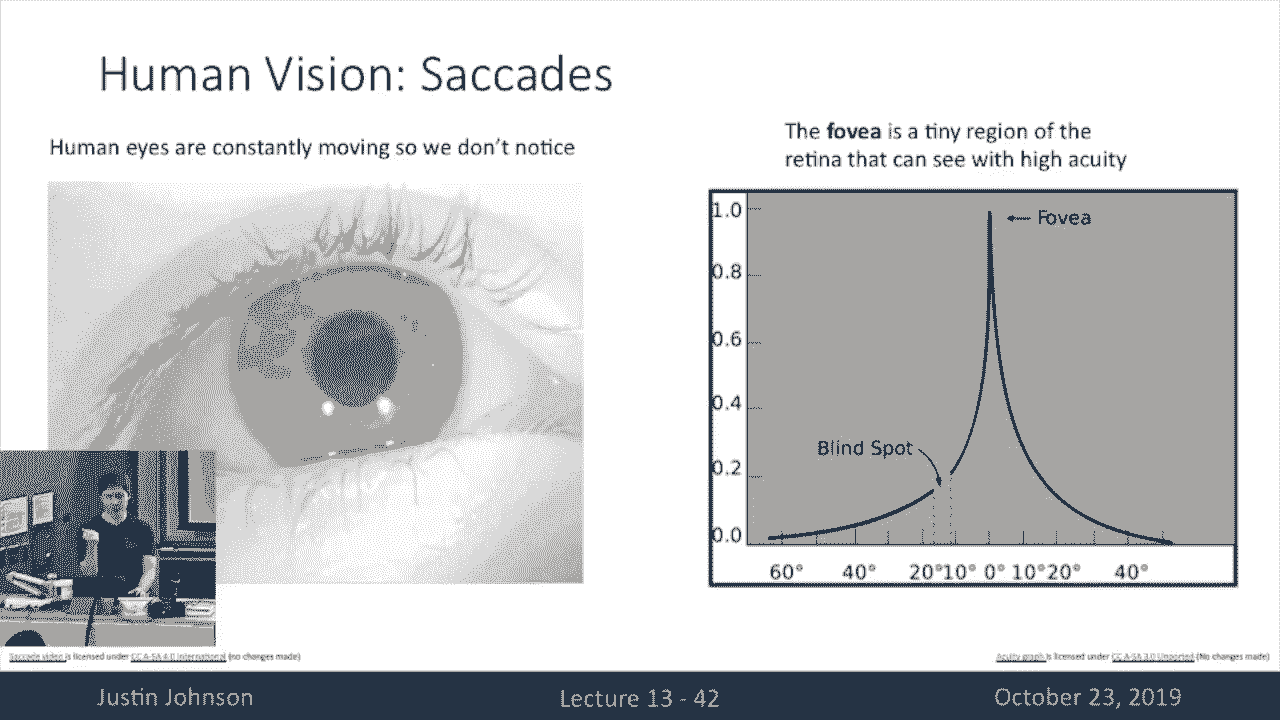 Human Vision: Saccades
Human eyes are constantly moving so we don’t notice
The fovea is a tiny region of the
retina that can see with high acuity
1.0
0.8
0.6
0.4
0.2
0.0
Fovea
Blind Spot
60° 40° 20° 10° 0° 10° 20° 40°
Saccade video is licensed under CC A-SA 4.0 International (no changes made)
Acuity graph is licensed under CC A-SA 3.0 Unported (No changes made)
Justin Johnson
Lecture 13 - 42
October 23, 2019